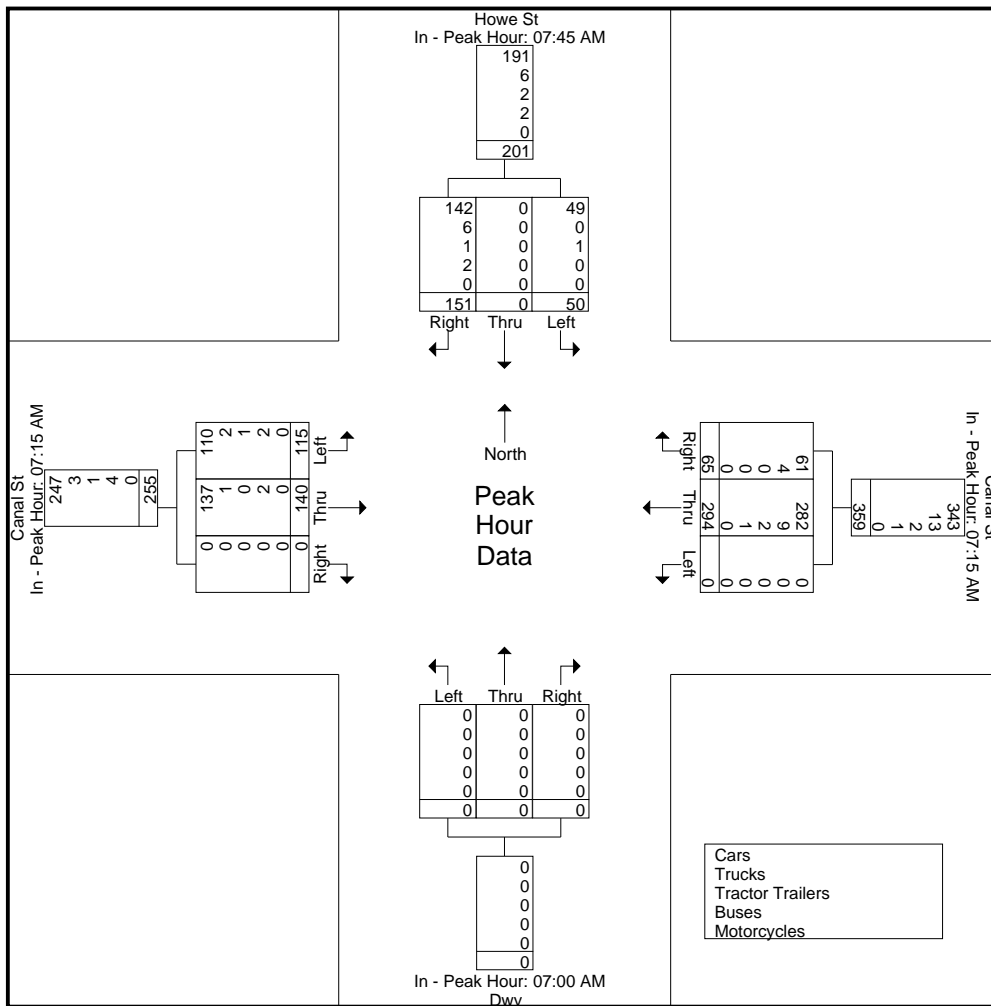 Howe St
In - Peak Hour: 07:45 AM
191
6
2
2
0
201
142 0 49
6 0 0
1 0 1
2 0 0
0 0 0
151 0 50
Right Thru Left
Canal St
In - Peak Hour: 07:15 AM
247
3
1
4
0
255
110 2 1 2 0 115
Left
137 1 0 2 0 140
Thru
0 0 0 0 0 0
Right
North
Peak
Hour
Data
Canal St
In - Peak Hour: 07:15 AM
343
13
2
1
0
359
Right
61 4 0 0 0 65
Thru
282 9 2 1 0 294
Left
0 0 0 0 0 0
Left Thru Right
0 0 0
0 0 0
0 0 0
0 0 0
0 0 0
0 0 0
0
0
0
0
0
0
In - Peak Hour: 07:00 AM
Dwy
Cars
Trucks
Tractor Trailers
Buses
Motorcycles